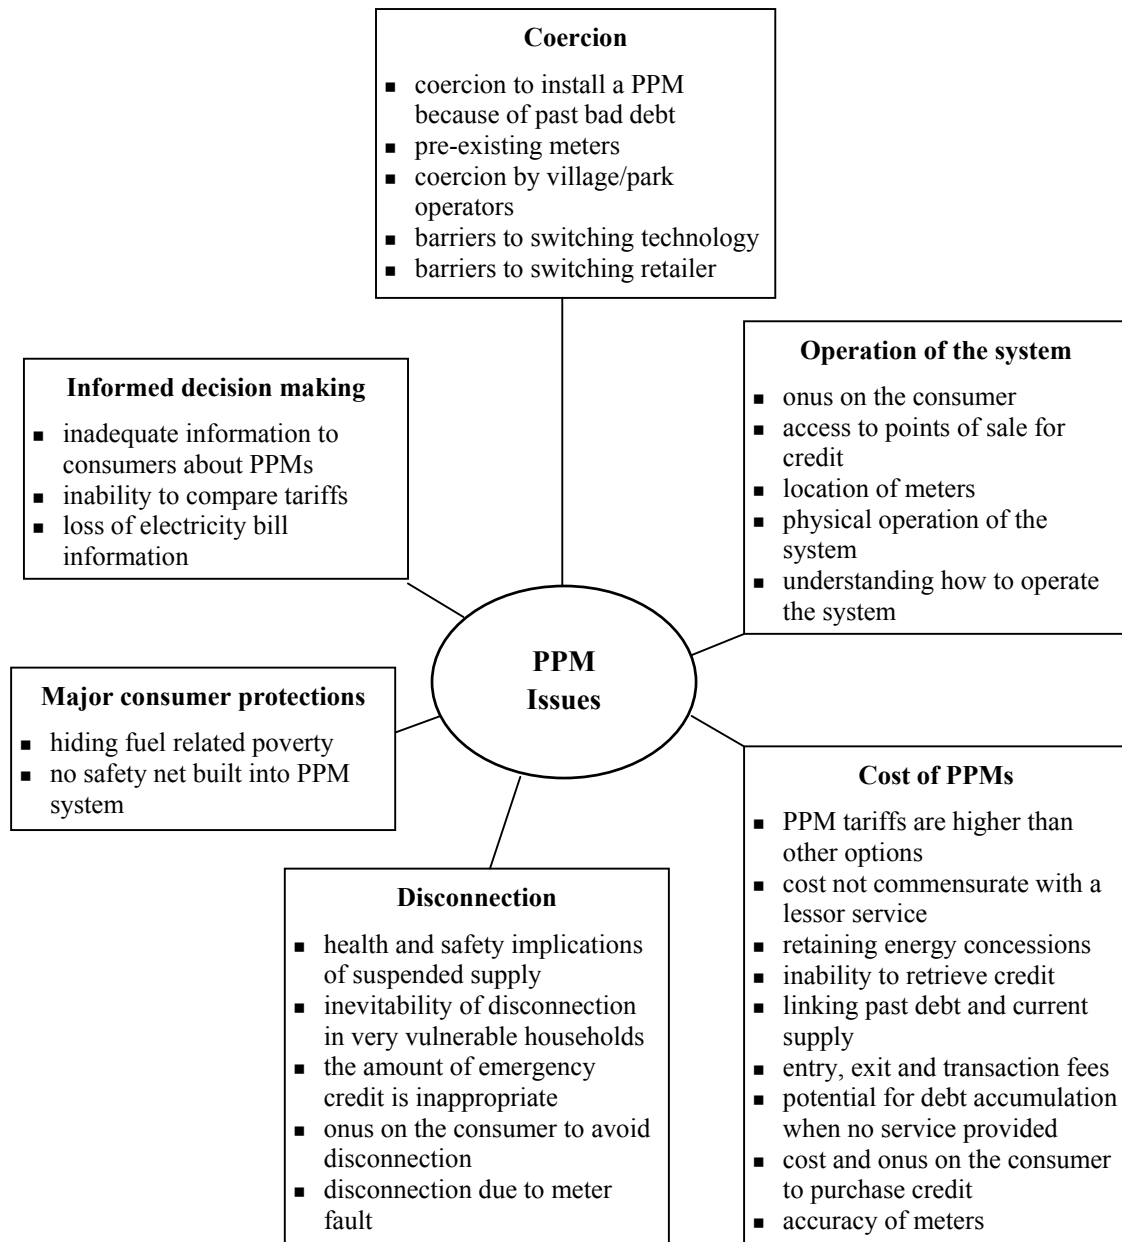 Coercion
▪ coercion to install a PPM
because of past bad debt
▪ pre-existing meters
▪ coercion by village/park
operators
▪ barriers to switching technology
▪ barriers to switching retailer
Operation of the system
▪ onus on the consumer
▪ access to points of sale for
credit
▪ location of meters
▪ physical operation of the
system
▪ understanding how to operate
the system
Informed decision making
▪ inadequate information to
consumers about PPMs
▪ inability to compare tariffs
▪ loss of electricity bill
information
PPM
Issues
Major consumer protections
▪ hiding fuel related poverty
▪ no safety net built into PPM
system
Cost of PPMs
▪ PPM tariffs are higher than
other options
▪ cost not commensurate with a
lessor service
▪ retaining energy concessions
▪ inability to retrieve credit
▪ linking past debt and current
supply
▪ entry, exit and transaction fees
▪ potential for debt accumulation
when no service provided
▪ cost and onus on the consumer
to purchase credit
▪ accuracy of meters
Disconnection
▪ health and safety implications
of suspended supply
▪ inevitability of disconnection
in very vulnerable households
▪ the amount of emergency
credit is inappropriate
▪ onus on the consumer to avoid
disconnection
▪ disconnection due to meter
fault